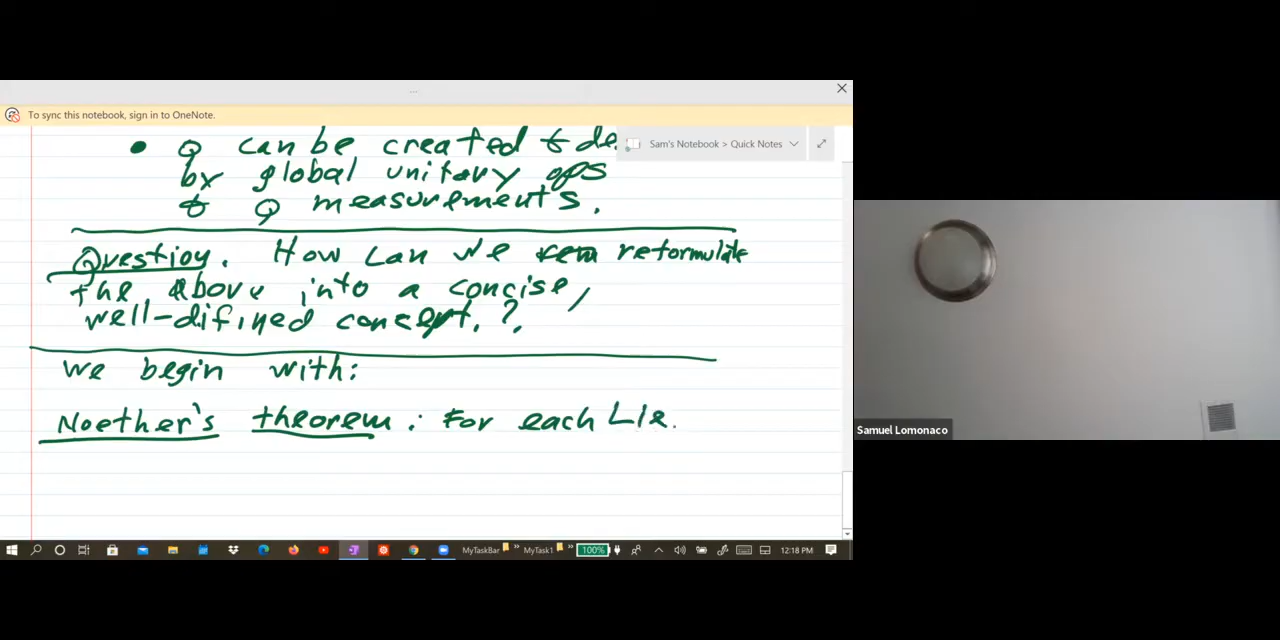 ...
To sync this notebook, sign in to OneNote.
• Q can be created & de
Sam's Notebook > Quick Notes
by global unitary ops
& Q measurements.
Question. How can we reformulate
the above into a concise,
well-difined concept.?.
We begin with:
Noether's theorem: For each Lie.
Samuel Lomonaco
MyTaskBar » MyTask1 » 100% 12:18 PM